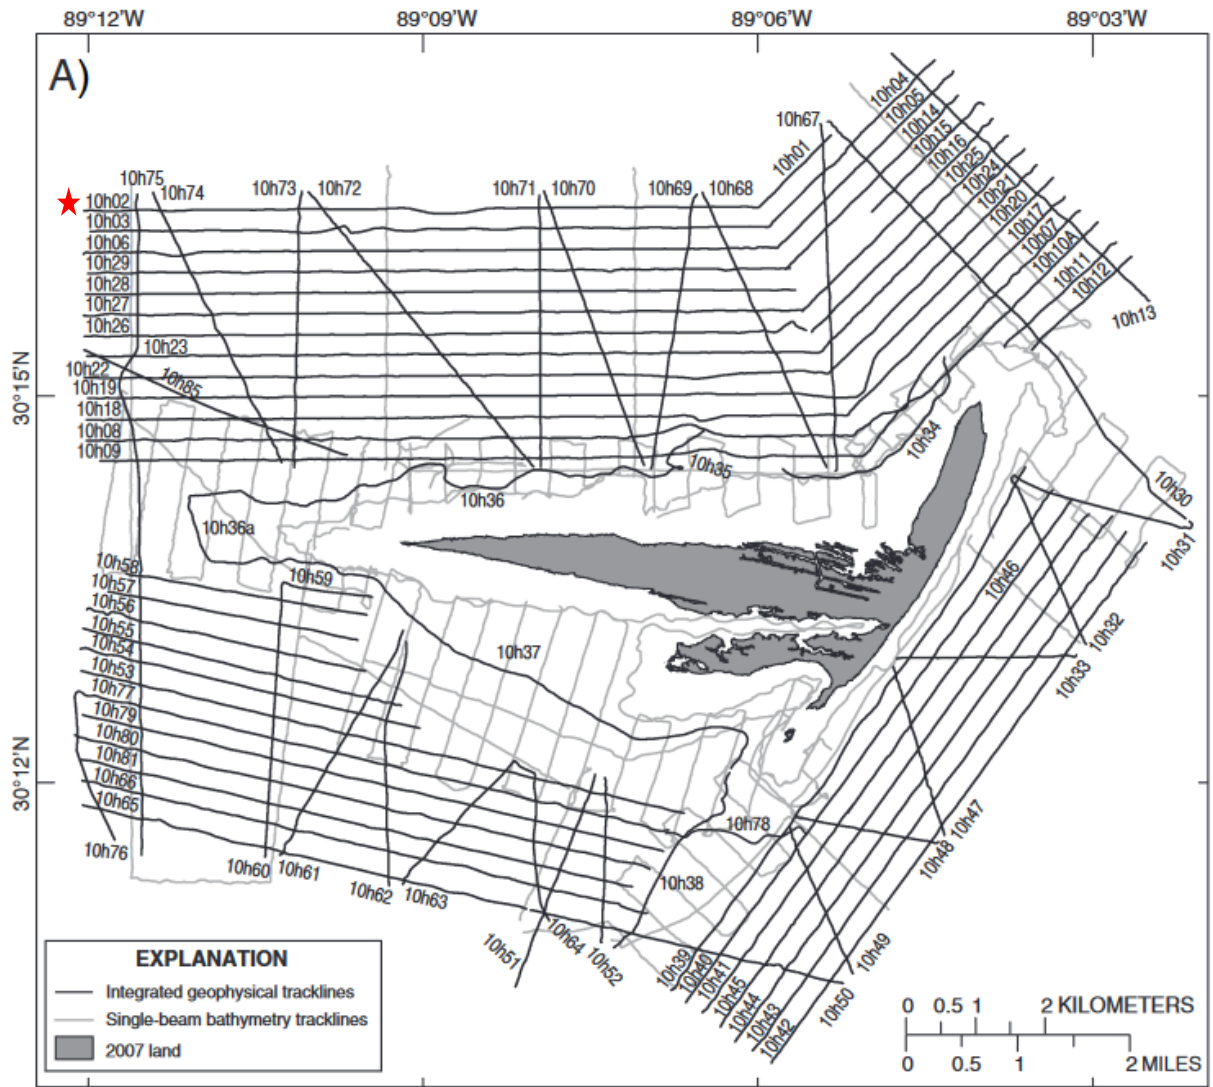 89°12'W 89°09'W 89°06'W 89°03'W
A)
10h04
10h05
10h14
10h15
10h16
10h25
10h24
10h21
10h20
10h17
10h07
10h10A
10h11
10h12
10h13
10h67
10h01
10h75
10h74
10h73 10h72
10h71 10h70
10h69 10h68
10h02
10h03
10h06
10h29
10h28
10h27
10h26
10h23
10h22
10h85
10h19
10h18
10h08
10h09
30°15'N
10h34
10h35
10h36
10h36a
10h30
10h31
10h58
10h57
10h59
10h56
10h55
10h54
10h53
10h77
10h79
10h80
10h81
10h66
10h65
10h76
10h37
10h46
10h32
10h33
30°12'N
10h47
10h48
10h78
10h38
10h60 10h61
10h62 10h63
10h51
10h64
10h52
10h39
10h40
10h41
10h45
10h44
10h43
10h42
10h49
10h50
EXPLANATION
Integrated geophysical tracklines
Single-beam bathymetry tracklines
2007 land
0 0.5 1 2 KILOMETERS
0 0.5 1 2 MILES